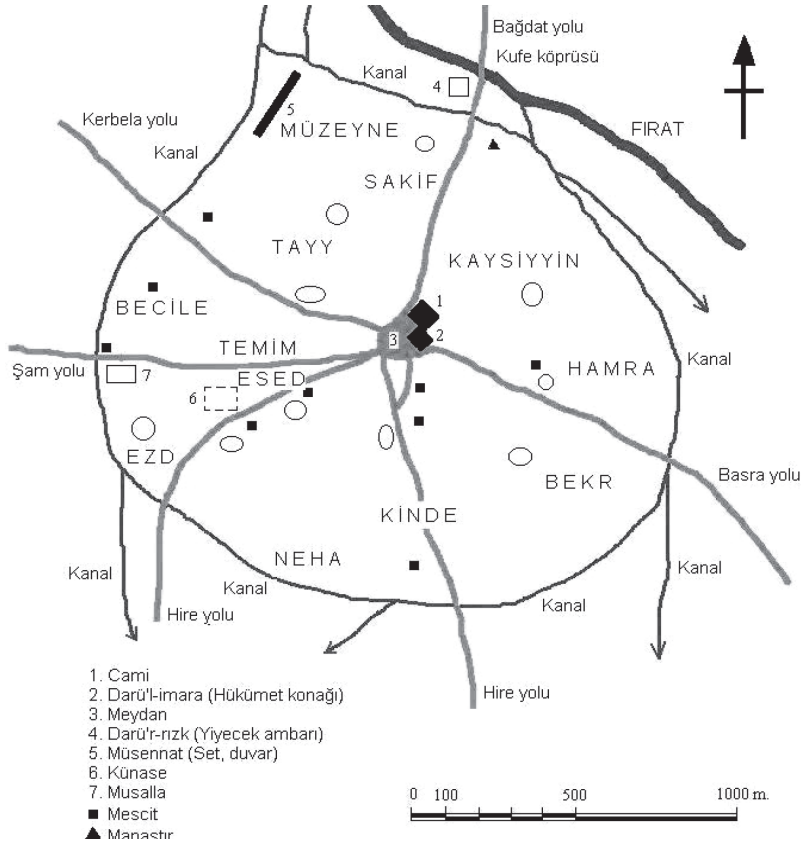 Bağdat yolu
Kufe köprüsü
Kanal
4
5
MÜZEYNE
FIRAT
Kerbela yolu
Kanal
SAKİF
TAYY
KAYSIYYİN
1
BECİLE
3
2
TEMİM
Kanal
Şam yolu
7
ESED
HAMRA
6
EZD
BEKR
Basra yolu
KİNDE
NEHA
Kanal
Kanal
Kanal
Kanal
Hire yolu
Hire yolu
1. Cami
2. Darü'l-imara (Hükümet konağı)
3. Meydan
4. Darü'r-rızk (Yiyecek ambarı)
5. Müsennat (Set, duvar)
6. Künase
7. Musalla
Mescit
Manastır
0 100 500 1000 m.